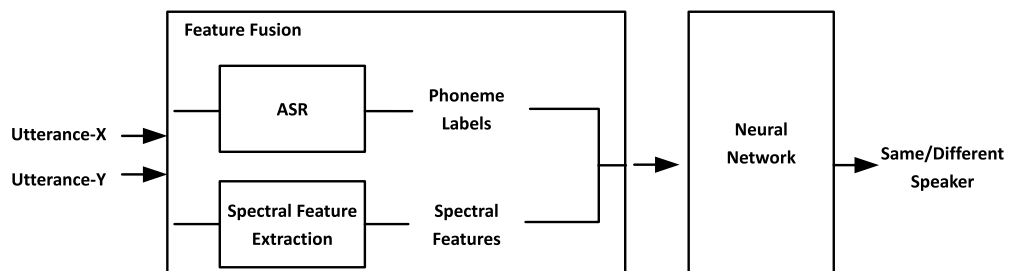 Feature Fusion
ASR
Phoneme
Labels
Utterance-X
Utterance-Y
Spectral Feature
Extraction
Spectral
Features
Neural
Network
Same/Different
Speaker